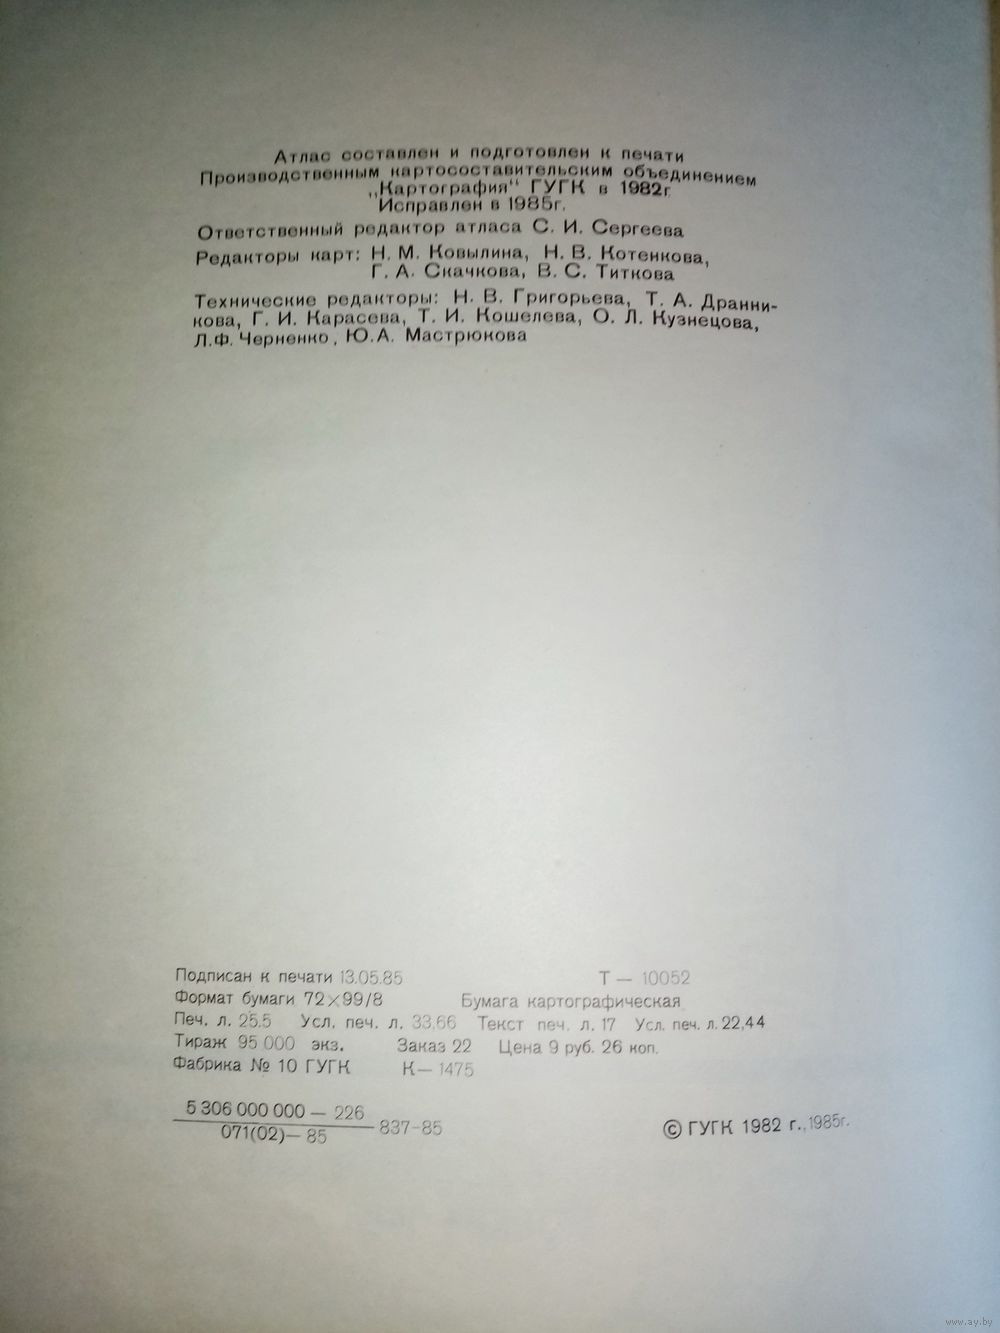 Атлас составлен и подготовлен к печати
Производственным картосоставительским объединением
„Картография“ ГУГК в 1982г.
Исправлен в 1985г.
Ответственный редактор атласа С. И. Сергеева
Редакторы карт: Н. М. Ковылина, Н. В. Котенкова,
Г. А. Скачкова, В. С. Титкова
Технические редакторы: Н. В. Григорьева, Т. А. Дранни-
кова, Г. И. Карасева, Т. И. Кошелева, О. Л. Кузнецова,
Л.Ф. Черненко, Ю.А. Мастрюкова
Подписан к печати 13.05.85 Т — 10052
Формат бумаги 72×99/8 Бумага картографическая
Печ. л. 25.5 Усл. печ. л. 33.66 Текст печ. л. 17 Усл. печ. л. 22,44
Тираж 95 000 экз. Заказ 22 Цена 9 руб. 26 коп.
Фабрика № 10 ГУГК К— 1475
5 306 000 000 — 226
071(02)— 85 837-85
© ГУГК 1982 г., 1985г.
www.ay.by